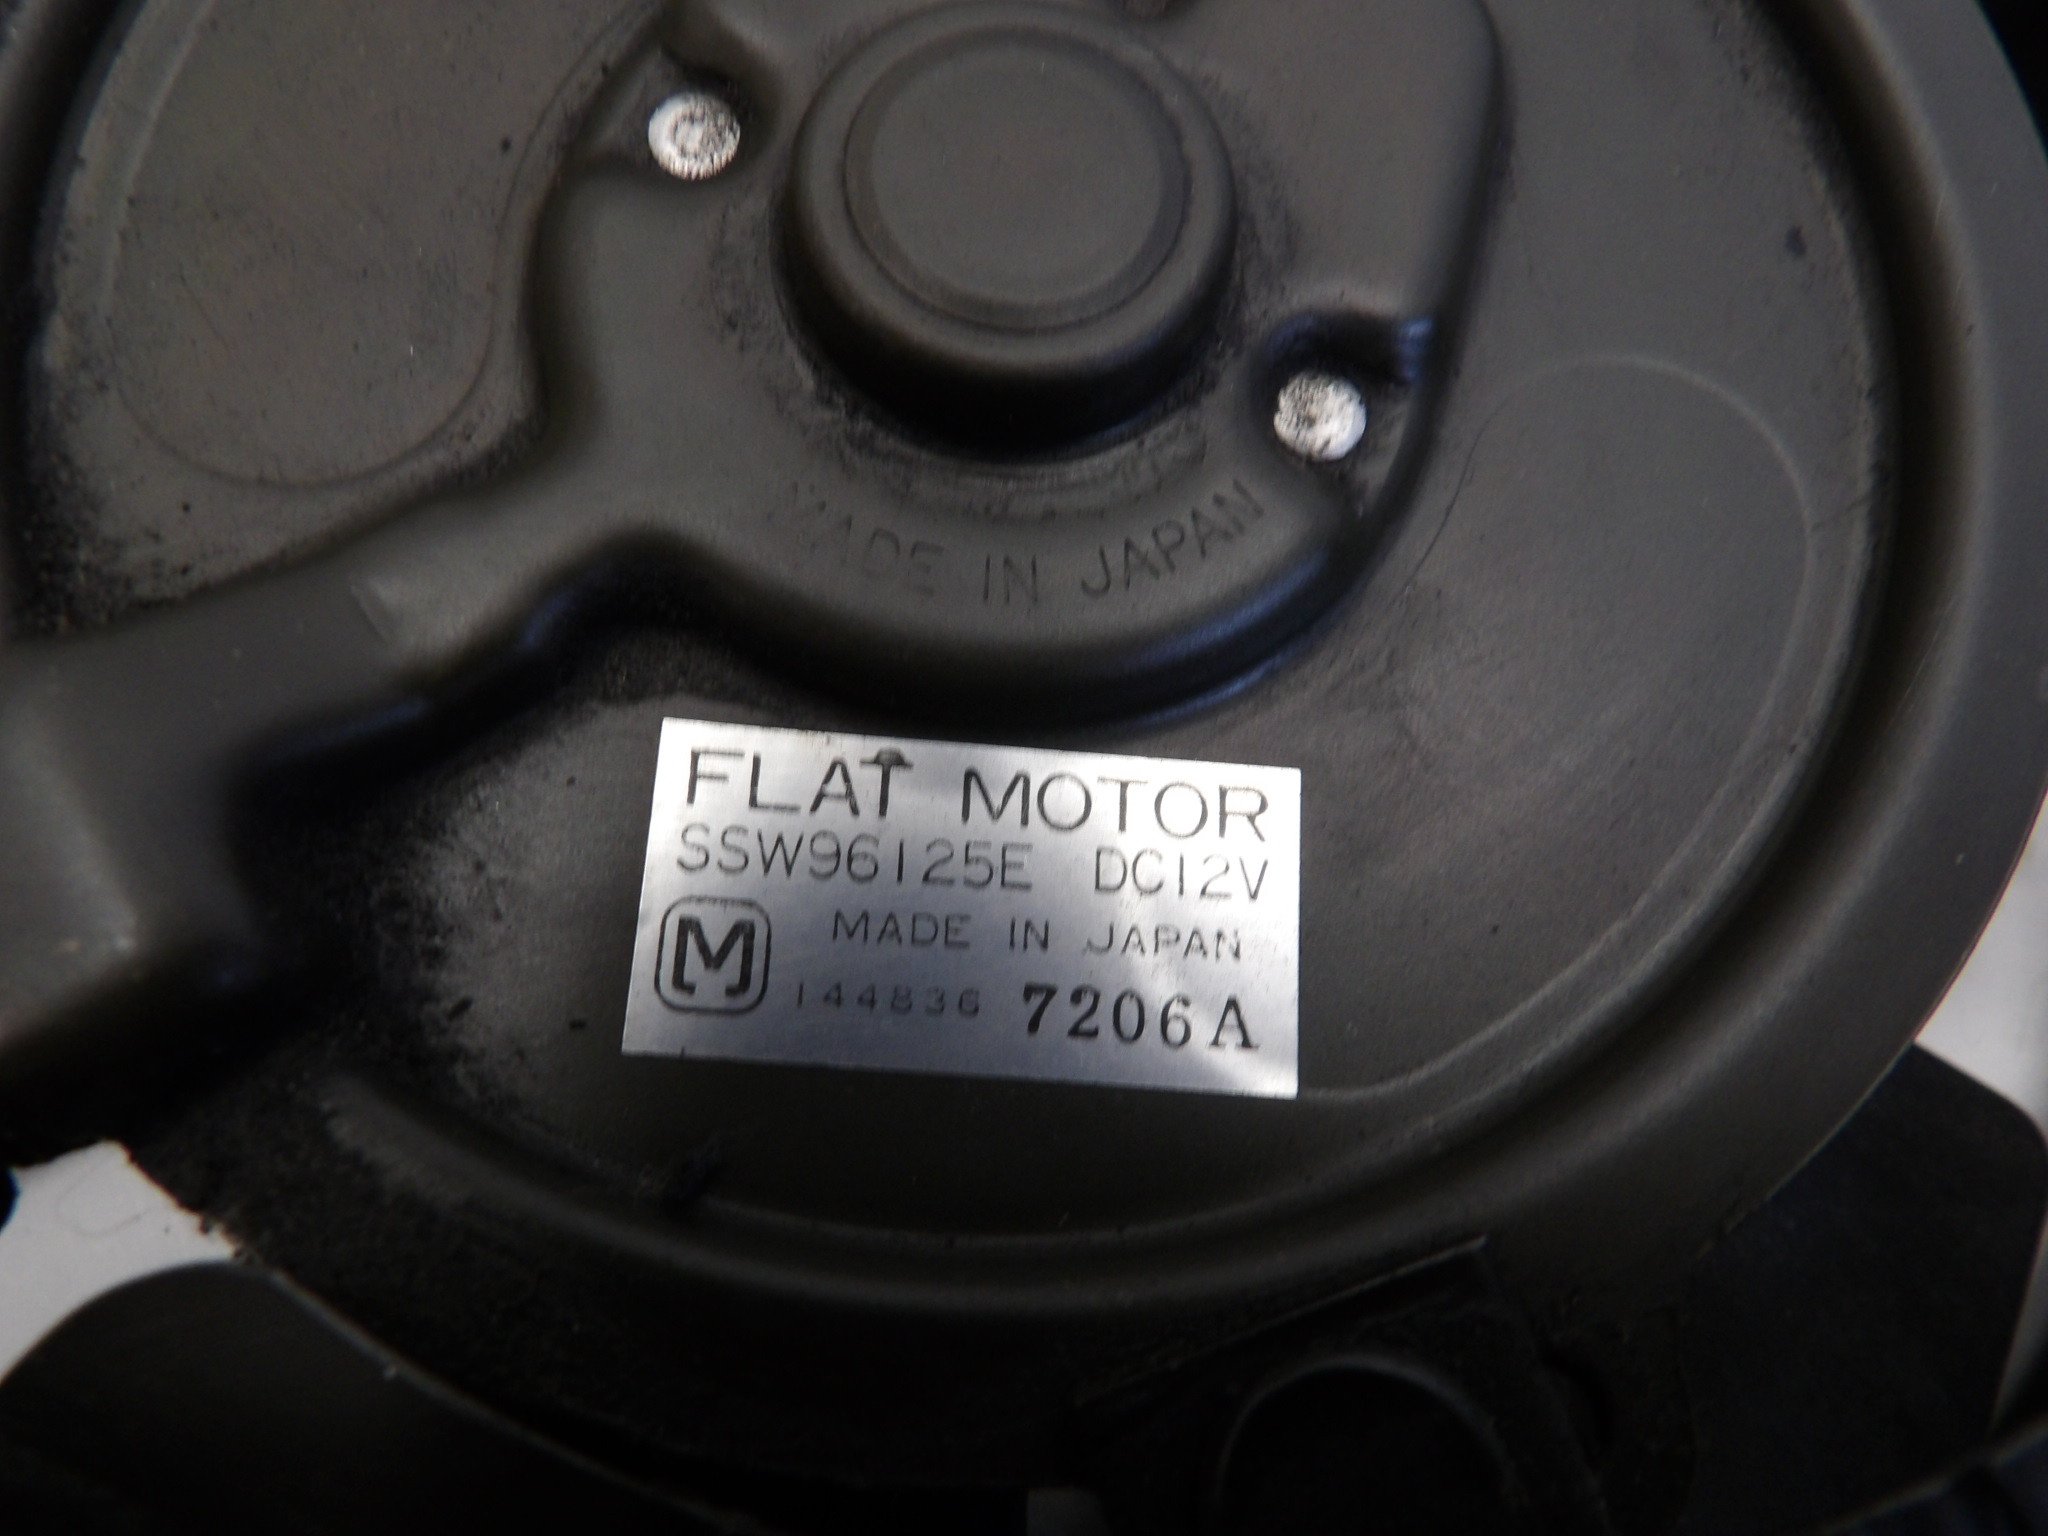 MADE IN JAPAN
FLAT MOTOR
SSW96125E DC12V
MADE IN JAPAN
M 144836 7206A